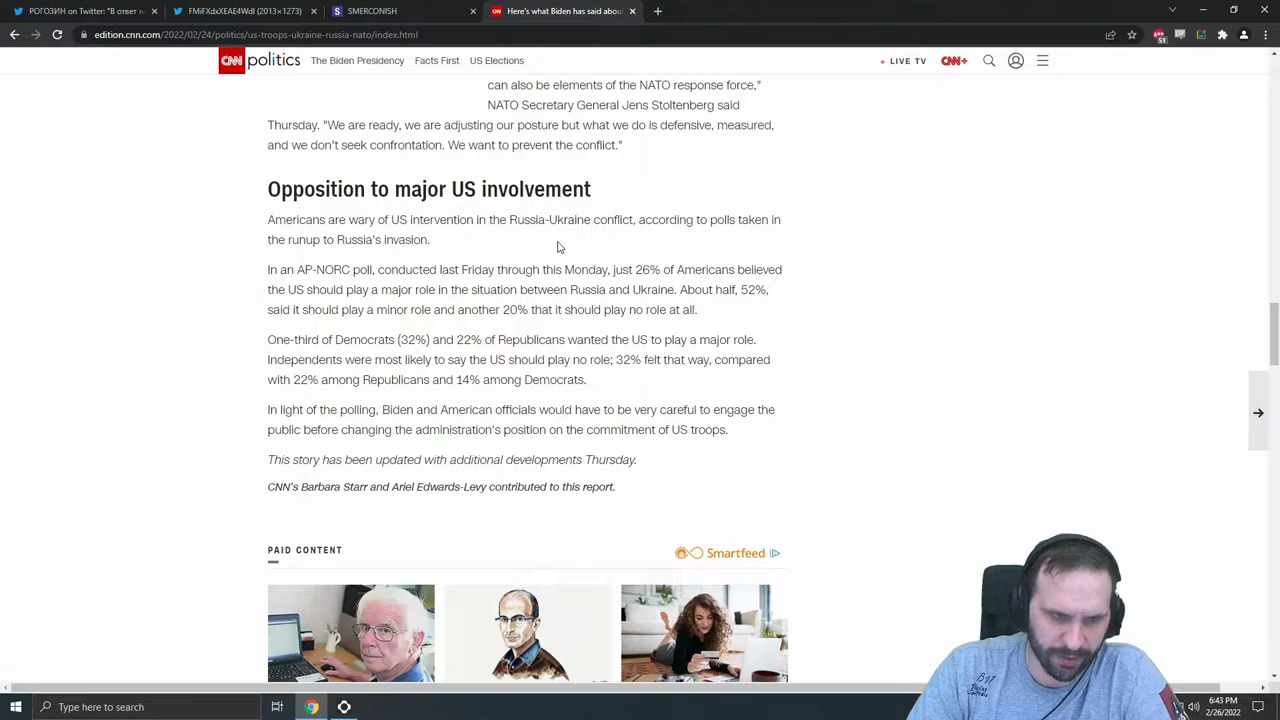 РОГОЗИН on Twitter: "В ответ н
FMiFXdxXEAE4Wdl (2013×1273)
SMERCONISH
Here's what Biden has said abou
edition.cnn.com/2022/02/24/politics/us-troops-ukraine-russia-nato/index.html
CNN politics The Biden Presidency Facts First US Elections LIVE TV CNN+
can also be elements of the NATO response force,"
NATO Secretary General Jens Stoltenberg said
Thursday. "We are ready, we are adjusting our posture but what we do is defensive, measured,
and we don't seek confrontation. We want to prevent the conflict."
Opposition to major US involvement
Americans are wary of US intervention in the Russia-Ukraine conflict, according to polls taken in
the runup to Russia's invasion.
In an AP-NORC poll, conducted last Friday through this Monday, just 26% of Americans believed
the US should play a major role in the situation between Russia and Ukraine. About half, 52%,
said it should play a minor role and another 20% that it should play no role at all.
One-third of Democrats (32%) and 22% of Republicans wanted the US to play a major role.
Independents were most likely to say the US should play no role; 32% felt that way, compared
with 22% among Republicans and 14% among Democrats.
In light of the polling, Biden and American officials would have to be very careful to engage the
public before changing the administration's position on the commitment of US troops.
This story has been updated with additional developments Thursday.
CNN's Barbara Starr and Ariel Edwards-Levy contributed to this report.
PAID CONTENT
Smartfeed
Type here to search
6:43 PM
2/26/2022